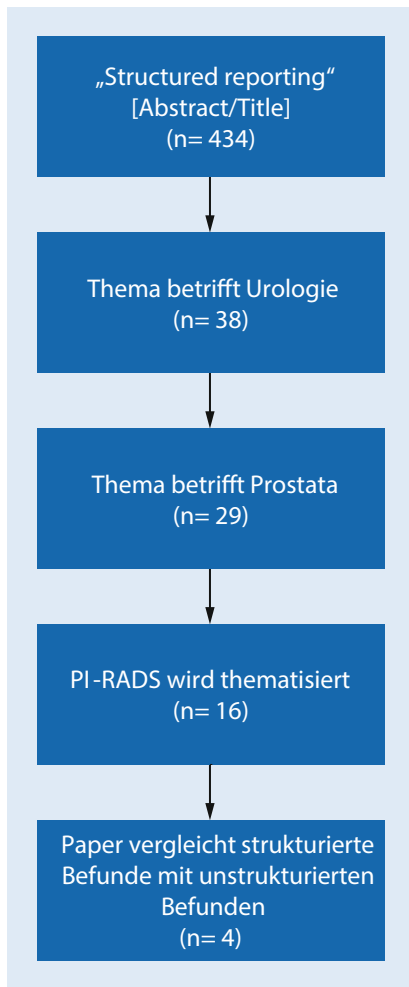 „Structured reporting“
[Abstract/Title]
(n= 434)
Thema betrifft Urologie
(n= 38)
Thema betrifft Prostata
(n= 29)
PI-RADS wird thematisiert
(n= 16)
Paper vergleicht strukturierte
Befunde mit unstrukturierten
Befunden
(n= 4)